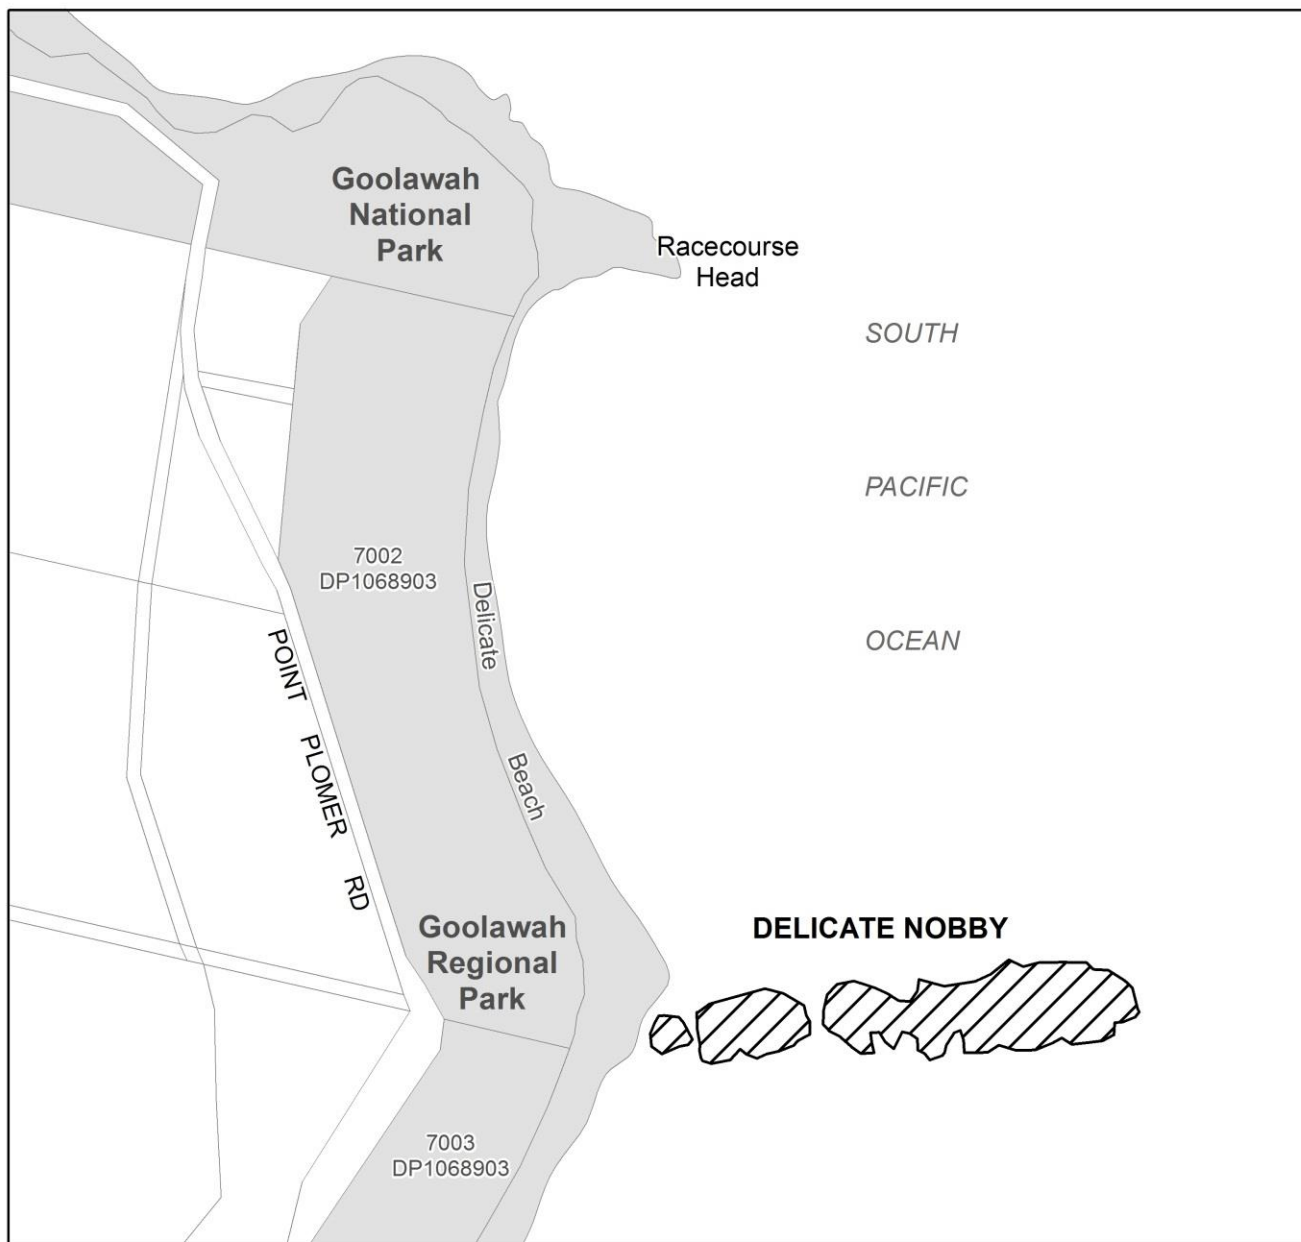 Goolawah
National
Park
Racecourse
Head
SOUTH
PACIFIC
OCEAN
7002
DP1068903
Delicate
Beach
POINT PLOMER RD
Goolawah
Regional
Park
DELICATE NOBBY
7003
DP1068903